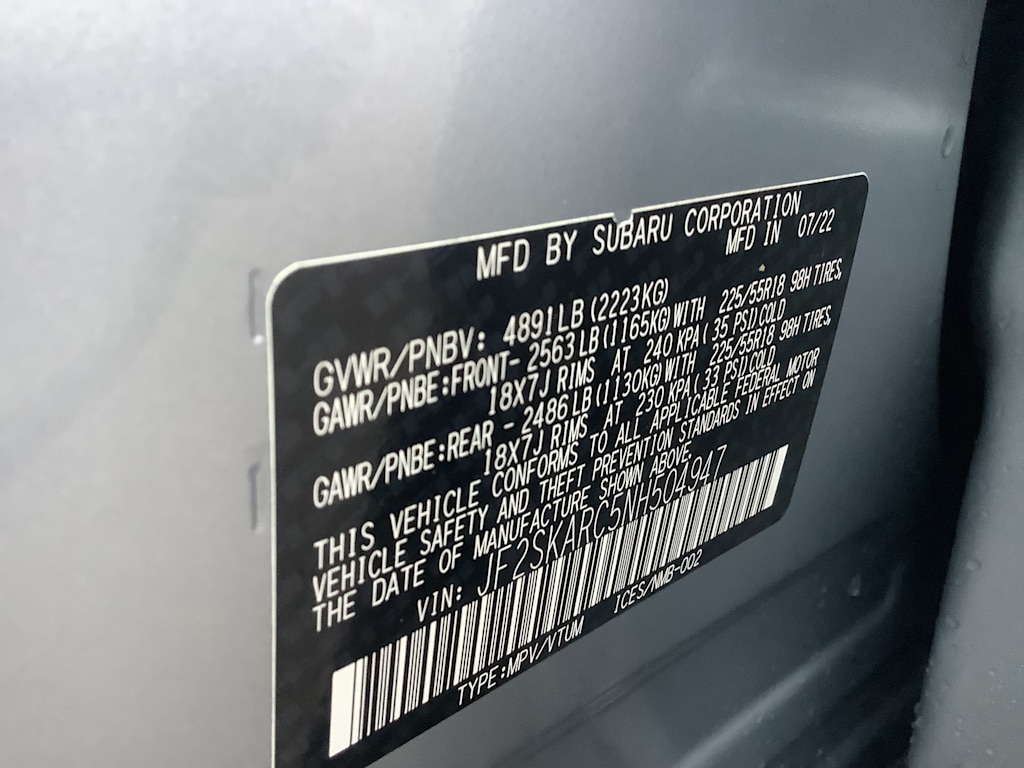 MFD BY SUBARU CORPORATION
MFD IN 07/22
GVWR/PNBV: 4891LB (2223KG)
GAWR/PNBE:FRONT- 2563LB(1165KG)WITH 225/55R18 98H TIRES,
18X7J RIMS AT 240 KPA( 35 PSI)COLD
GAWR/PNBE:REAR - 2486LB(1130KG)WITH 225/55R18 98H TIRES,
18X7J RIMS AT 230 KPA( 33 PSI)COLD
THIS VEHICLE CONFORMS TO ALL APPLICABLE FEDERAL MOTOR
VEHICLE SAFETY AND THEFT PREVENTION STANDARDS IN EFFECT ON
THE DATE OF MANUFACTURE SHOWN ABOVE.
VIN: JF2SKARC5NH504947
TYPE:MPV/VTUM ICES/NMB-002